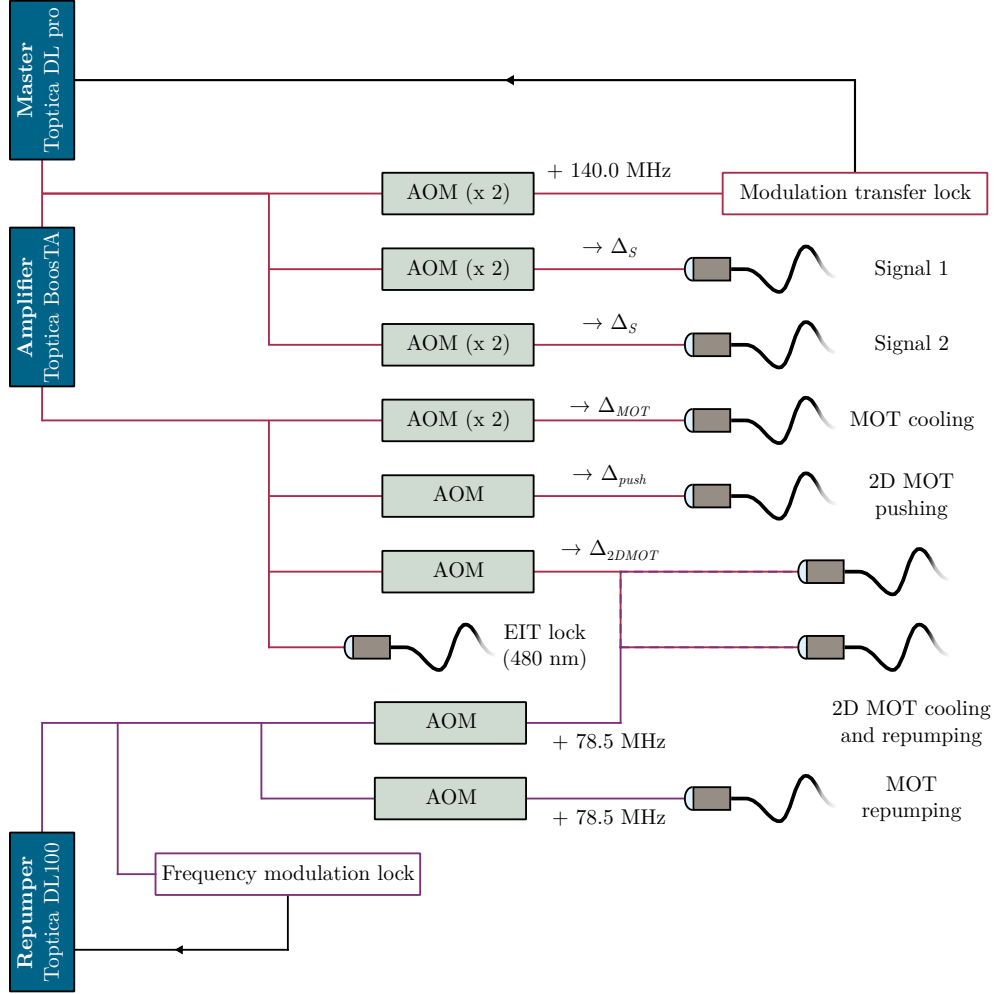 Master
Toptica DL pro
+ 140.0 MHz
AOM (x 2)
Modulation transfer lock
→ Δ_S
AOM (x 2)
Signal 1
Amplifier
Toptica BoosTA
→ Δ_S
AOM (x 2)
Signal 2
→ Δ_MOT
AOM (x 2)
MOT cooling
→ Δ_push
AOM
2D MOT
pushing
→ Δ_2DMOT
AOM
EIT lock
(480 nm)
AOM
+ 78.5 MHz
2D MOT cooling
and repumping
AOM
+ 78.5 MHz
MOT
repumping
Repumper
Toptica DL100
Frequency modulation lock